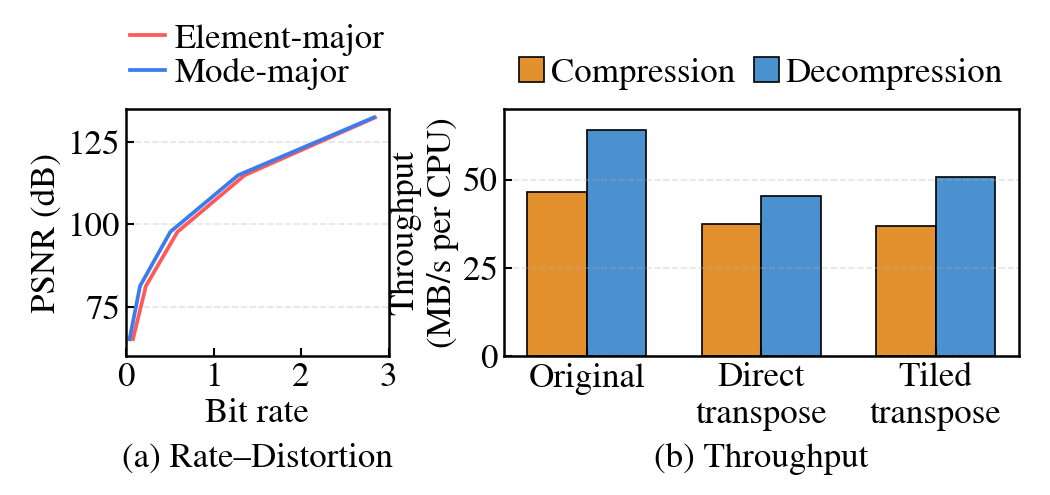 Element-major
Mode-major
PSNR (dB)
125
100
75
0 1 2 3
Bit rate
(a) Rate–Distortion
Compression Decompression
Throughput
(MB/s per CPU)
50
25
0
Original
Direct
transpose
Tiled
transpose
(b) Throughput